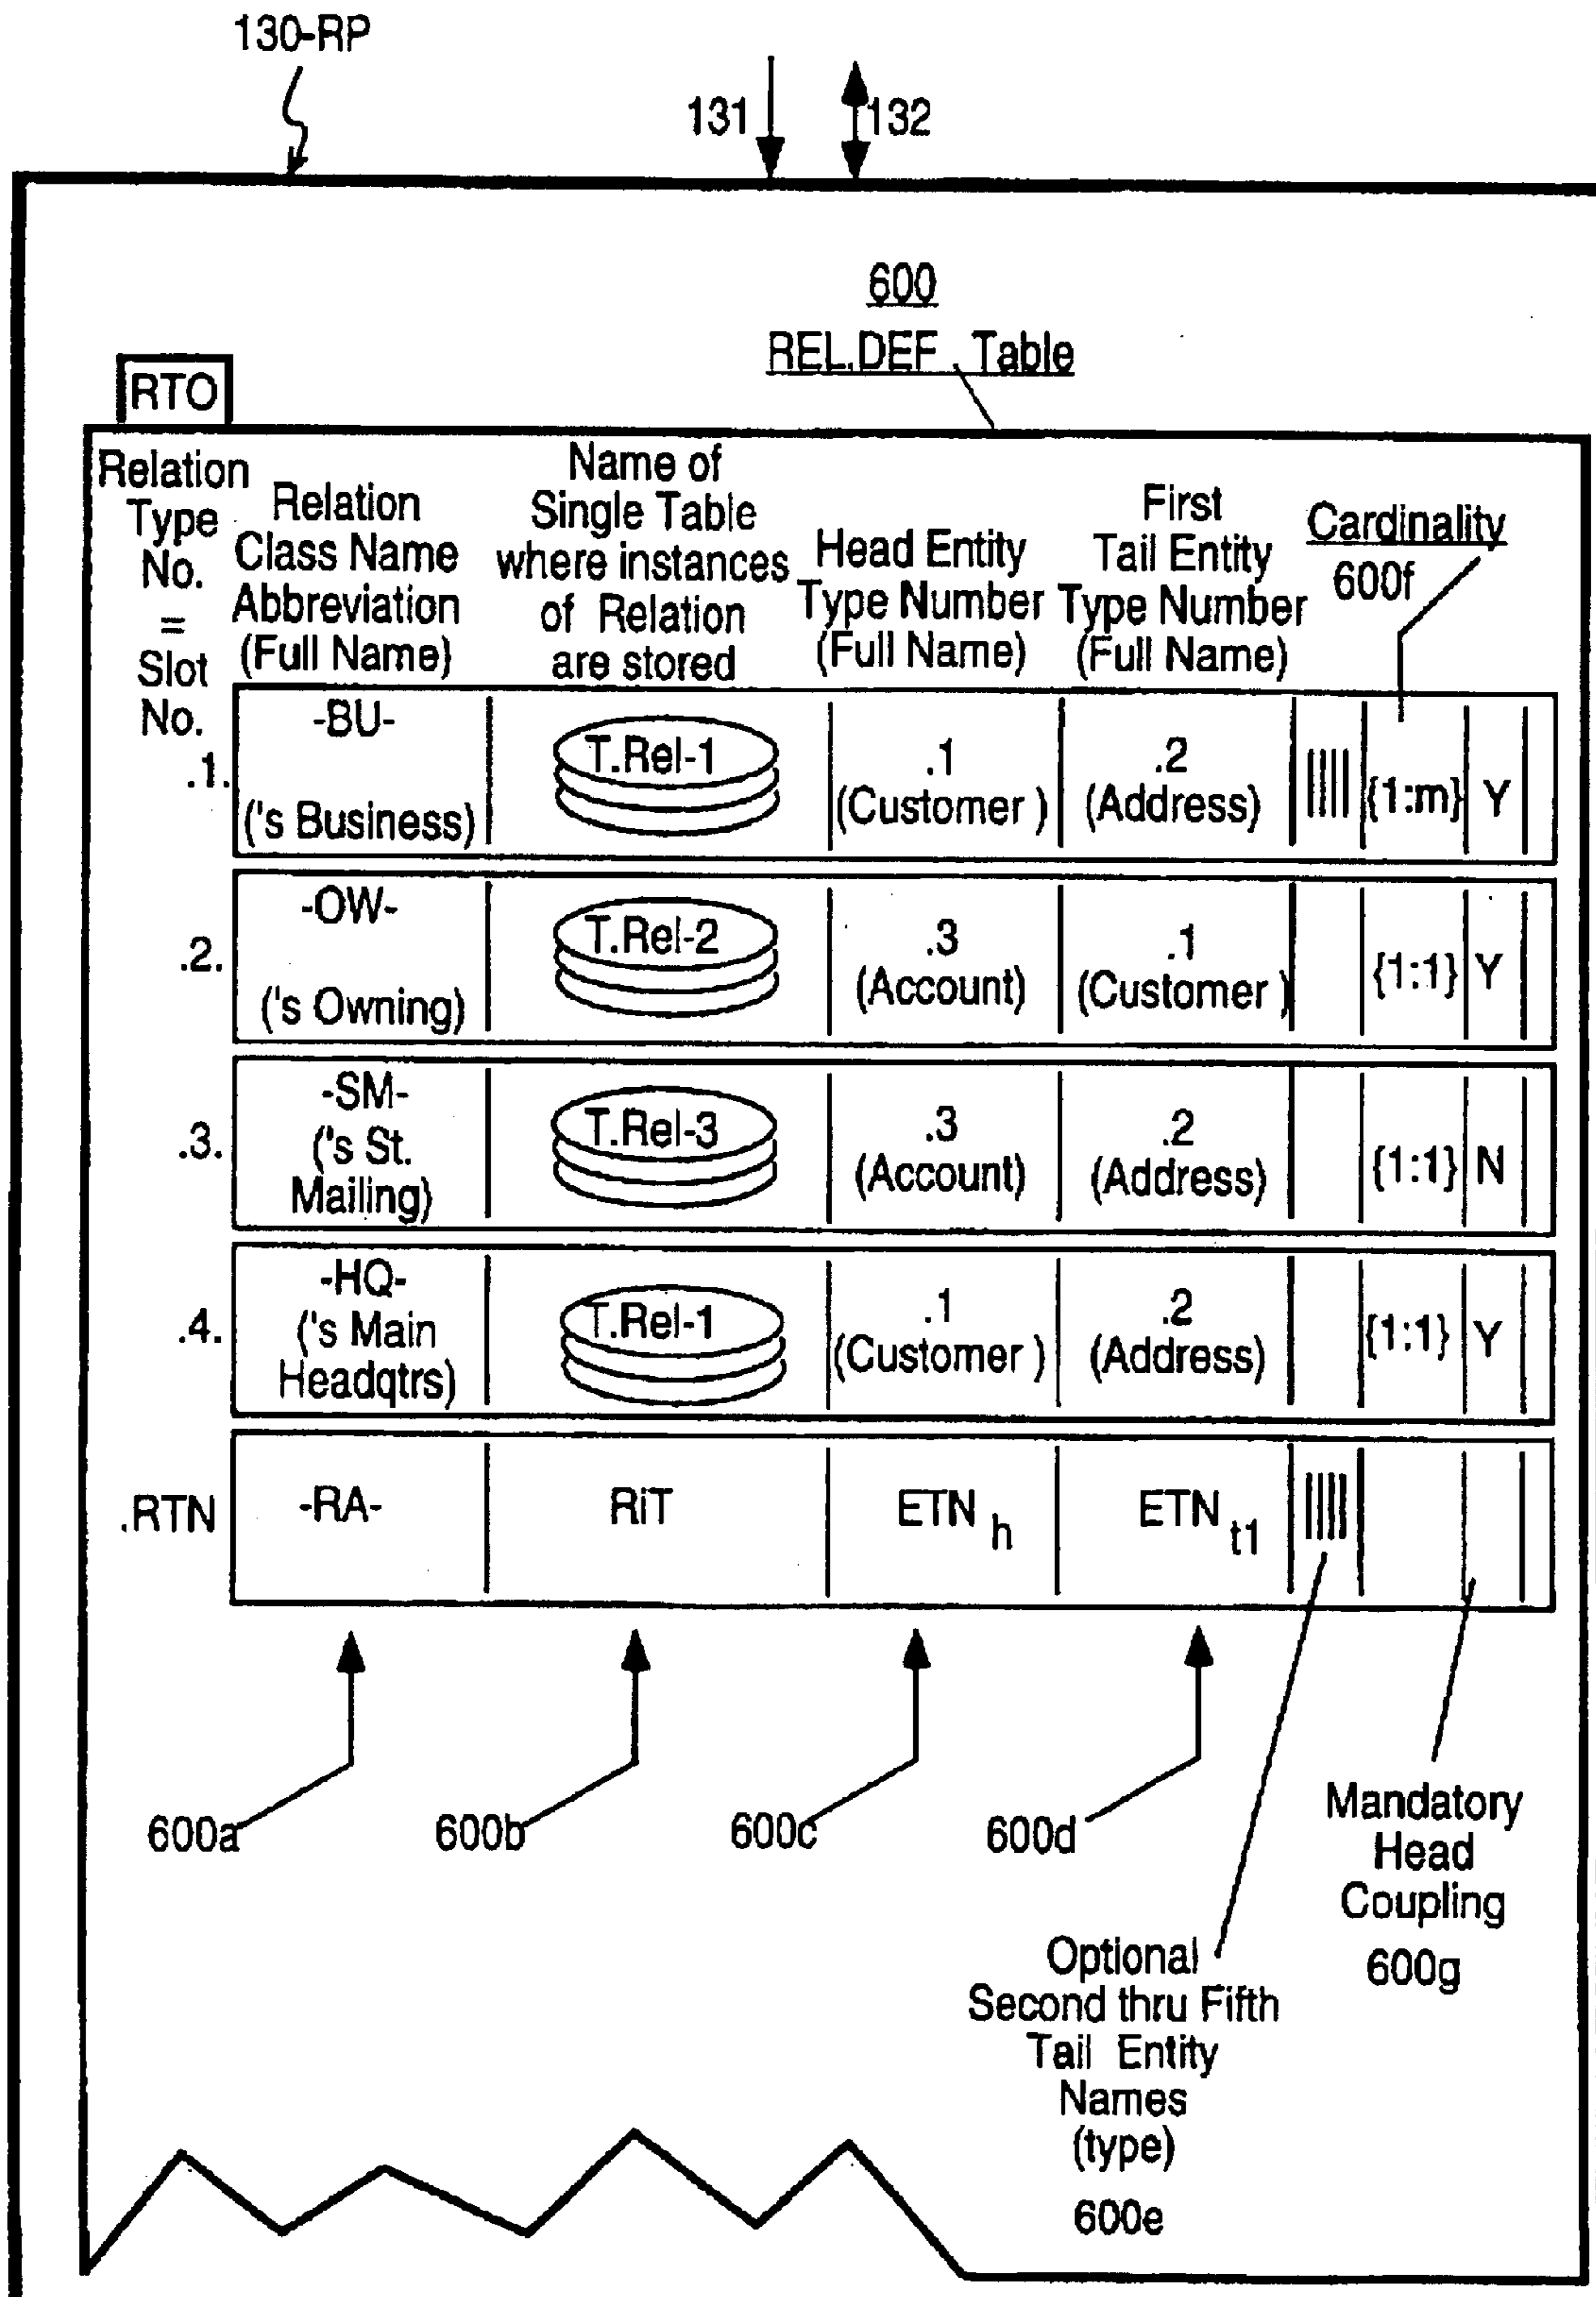 130-RP
131
132
600
REL.DEF Table
RTO
Relation
Type
No.
=
Slot
No.
Relation
Class Name
Abbreviation
(Full Name)
Name of
Single Table
where instances
of Relation
are stored
Head Entity
Type Number
(Full Name)
First
Tail Entity
Type Number
(Full Name)
Cardinality
600f
.1.
-BU-
('s Business)
T.Rel-1
.1
(Customer)
.2
(Address)
{1:m}
Y
.2.
-OW-
('s Owning)
T.Rel-2
.3
(Account)
.1
(Customer)
{1:1}
Y
.3.
-SM-
('s St.
Mailing)
T.Rel-3
.3
(Account)
.2
(Address)
{1:1}
N
.4.
-HQ-
('s Main
Headqtrs)
T.Rel-1
.1
(Customer)
.2
(Address)
{1:1}
Y
.RTN
-RA-
RiT
ETN h
ETN t1
600a
600b
600c
600d
Mandatory
Head
Coupling
600g
Optional
Second thru Fifth
Tail Entity
Names
(type)
600e